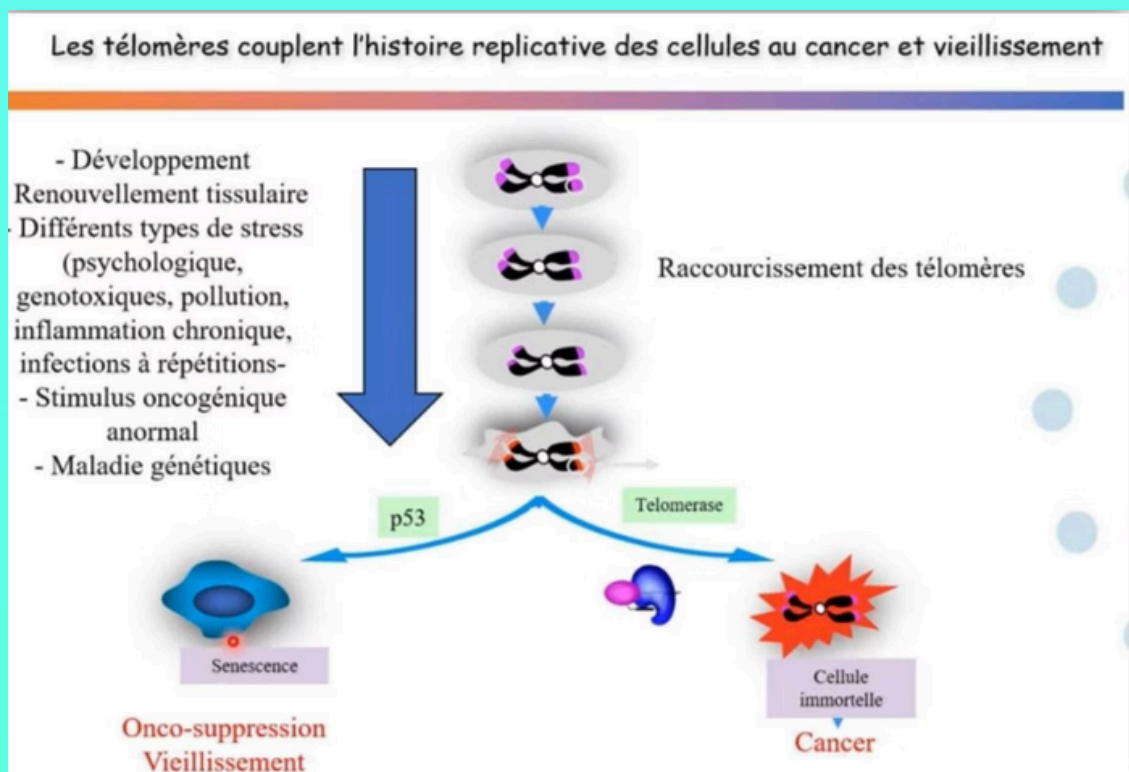 Les télomères couplent l'histoire replicative des cellules au cancer et vieillissement
- Développement
Renouvellement tissulaire
- Différents types de stress
(psychologique,
genotoxiques, pollution,
inflammation chronique,
infections à répétitions-
- Stimulus oncogénique
anormal
- Maladie génétiques
Raccourcissement des télomères
p53
Telomerase
Senescence
Cellule
immortelle
Onco-suppression
Vieillissement
Cancer